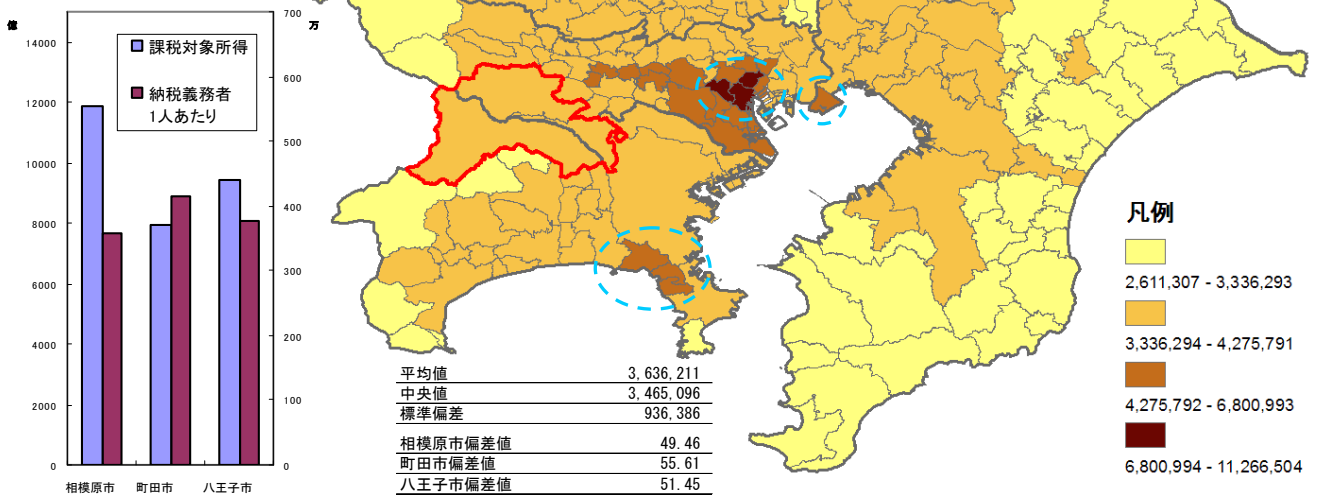 億
14000
12000
10000
8000
6000
4000
2000
0
課税対象所得
納税義務者
1人あたり
700
600
500
400
300
200
100
0
万
相模原市 町田市 八王子市
平均値 3,636,211
中央値 3,465,096
標準偏差 936,386
相模原市偏差値 49.46
町田市偏差値 55.61
八王子市偏差値 51.45
凡例
2,611,307 - 3,336,293
3,336,294 - 4,275,791
4,275,792 - 6,800,993
6,800,994 - 11,266,504